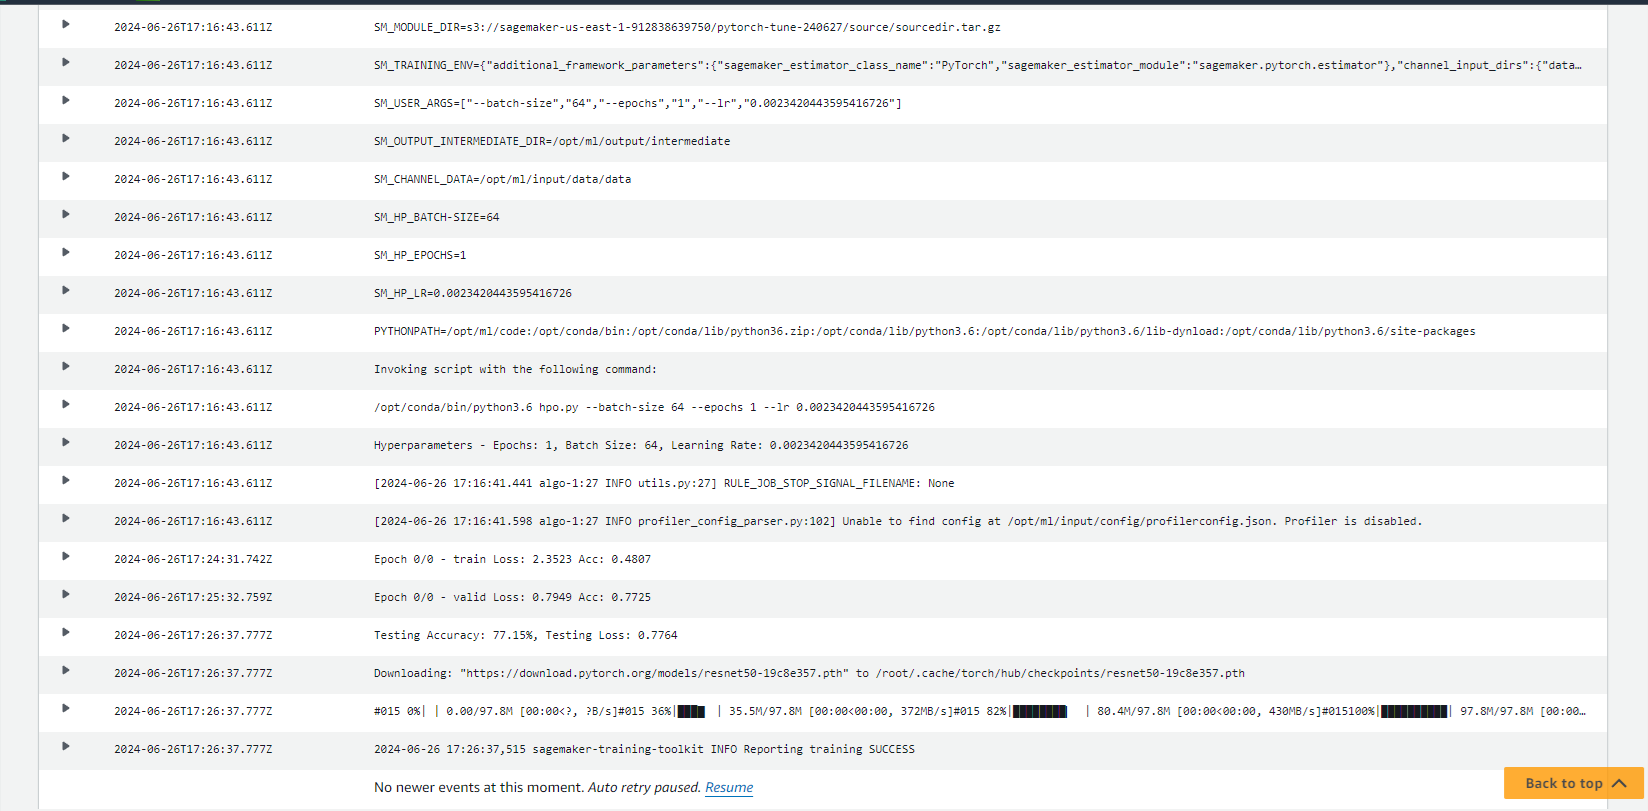 2024-06-26T17:16:43.611Z SM_MODULE_DIR=s3://sagemaker-us-east-1-912838639750/pytorch-tune-240627/source/sourcedir.tar.gz
2024-06-26T17:16:43.611Z SM_TRAINING_ENV={"additional_framework_parameters":{"sagemaker_estimator_class_name":"PyTorch","sagemaker_estimator_module":"sagemaker.pytorch.estimator"},"channel_input_dirs":{"data…
2024-06-26T17:16:43.611Z SM_USER_ARGS=["--batch-size","64","--epochs","1","--lr","0.0023420443595416726"]
2024-06-26T17:16:43.611Z SM_OUTPUT_INTERMEDIATE_DIR=/opt/ml/output/intermediate
2024-06-26T17:16:43.611Z SM_CHANNEL_DATA=/opt/ml/input/data/data
2024-06-26T17:16:43.611Z SM_HP_BATCH-SIZE=64
2024-06-26T17:16:43.611Z SM_HP_EPOCHS=1
2024-06-26T17:16:43.611Z SM_HP_LR=0.0023420443595416726
2024-06-26T17:16:43.611Z PYTHONPATH=/opt/ml/code:/opt/conda/bin:/opt/conda/lib/python36.zip:/opt/conda/lib/python3.6:/opt/conda/lib/python3.6/lib-dynload:/opt/conda/lib/python3.6/site-packages
2024-06-26T17:16:43.611Z Invoking script with the following command:
2024-06-26T17:16:43.611Z /opt/conda/bin/python3.6 hpo.py --batch-size 64 --epochs 1 --lr 0.0023420443595416726
2024-06-26T17:16:43.611Z Hyperparameters - Epochs: 1, Batch Size: 64, Learning Rate: 0.0023420443595416726
2024-06-26T17:16:43.611Z [2024-06-26 17:16:41.441 algo-1:27 INFO utils.py:27] RULE_JOB_STOP_SIGNAL_FILENAME: None
2024-06-26T17:16:43.611Z [2024-06-26 17:16:41.598 algo-1:27 INFO profiler_config_parser.py:102] Unable to find config at /opt/ml/input/config/profilerconfig.json. Profiler is disabled.
2024-06-26T17:24:31.742Z Epoch 0/0 - train Loss: 2.3523 Acc: 0.4807
2024-06-26T17:25:32.759Z Epoch 0/0 - valid Loss: 0.7949 Acc: 0.7725
2024-06-26T17:26:37.777Z Testing Accuracy: 77.15%, Testing Loss: 0.7764
2024-06-26T17:26:37.777Z Downloading: "https://download.pytorch.org/models/resnet50-19c8e357.pth" to /root/.cache/torch/hub/checkpoints/resnet50-19c8e357.pth
2024-06-26T17:26:37.777Z #015 0%| | 0.00/97.8M [00:00<?, ?B/s]#015 36%|███▋ | 35.5M/97.8M [00:00<00:00, 372MB/s]#015 82%|████████▏ | 80.4M/97.8M [00:00<00:00, 430MB/s]#015100%|██████████| 97.8M/97.8M [00:00…
2024-06-26T17:26:37.777Z 2024-06-26 17:26:37,515 sagemaker-training-toolkit INFO Reporting training SUCCESS
No newer events at this moment. Auto retry paused. Resume
Back to top